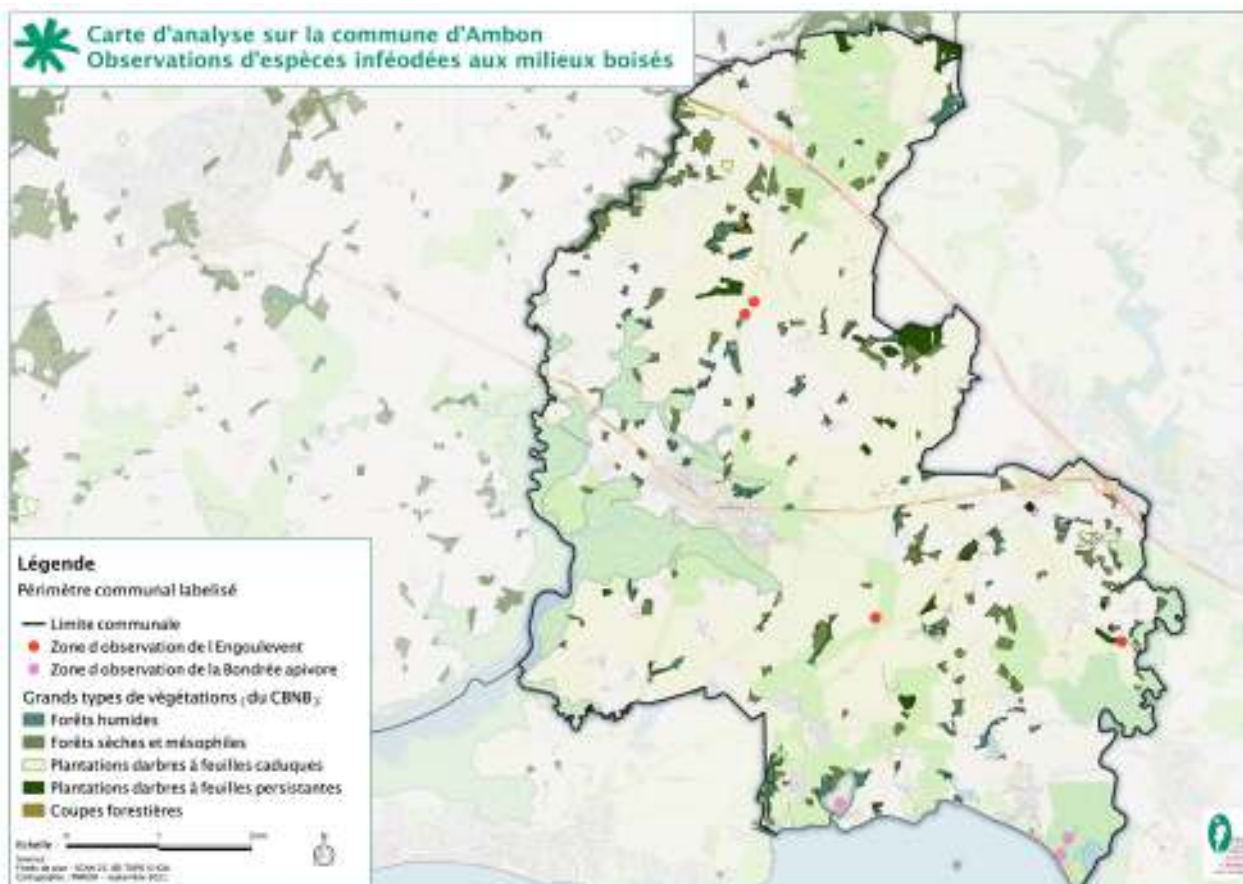 Carte d'analyse sur la commune d'Ambon
Observations d'espèces inféodées aux milieux boisés
Légende
Périmètre communal labelisé
Limite communale
Zone d observation de l Engoulevent
Zone d observation de la Bondrée apivore
Grands types de végétations ( du CBNB )
Forêts humides
Forêts sèches et mésophiles
Plantations darbres à feuilles caduques
Plantations darbres à feuilles persistantes
Coupes forestières
Echelle
0 1
N